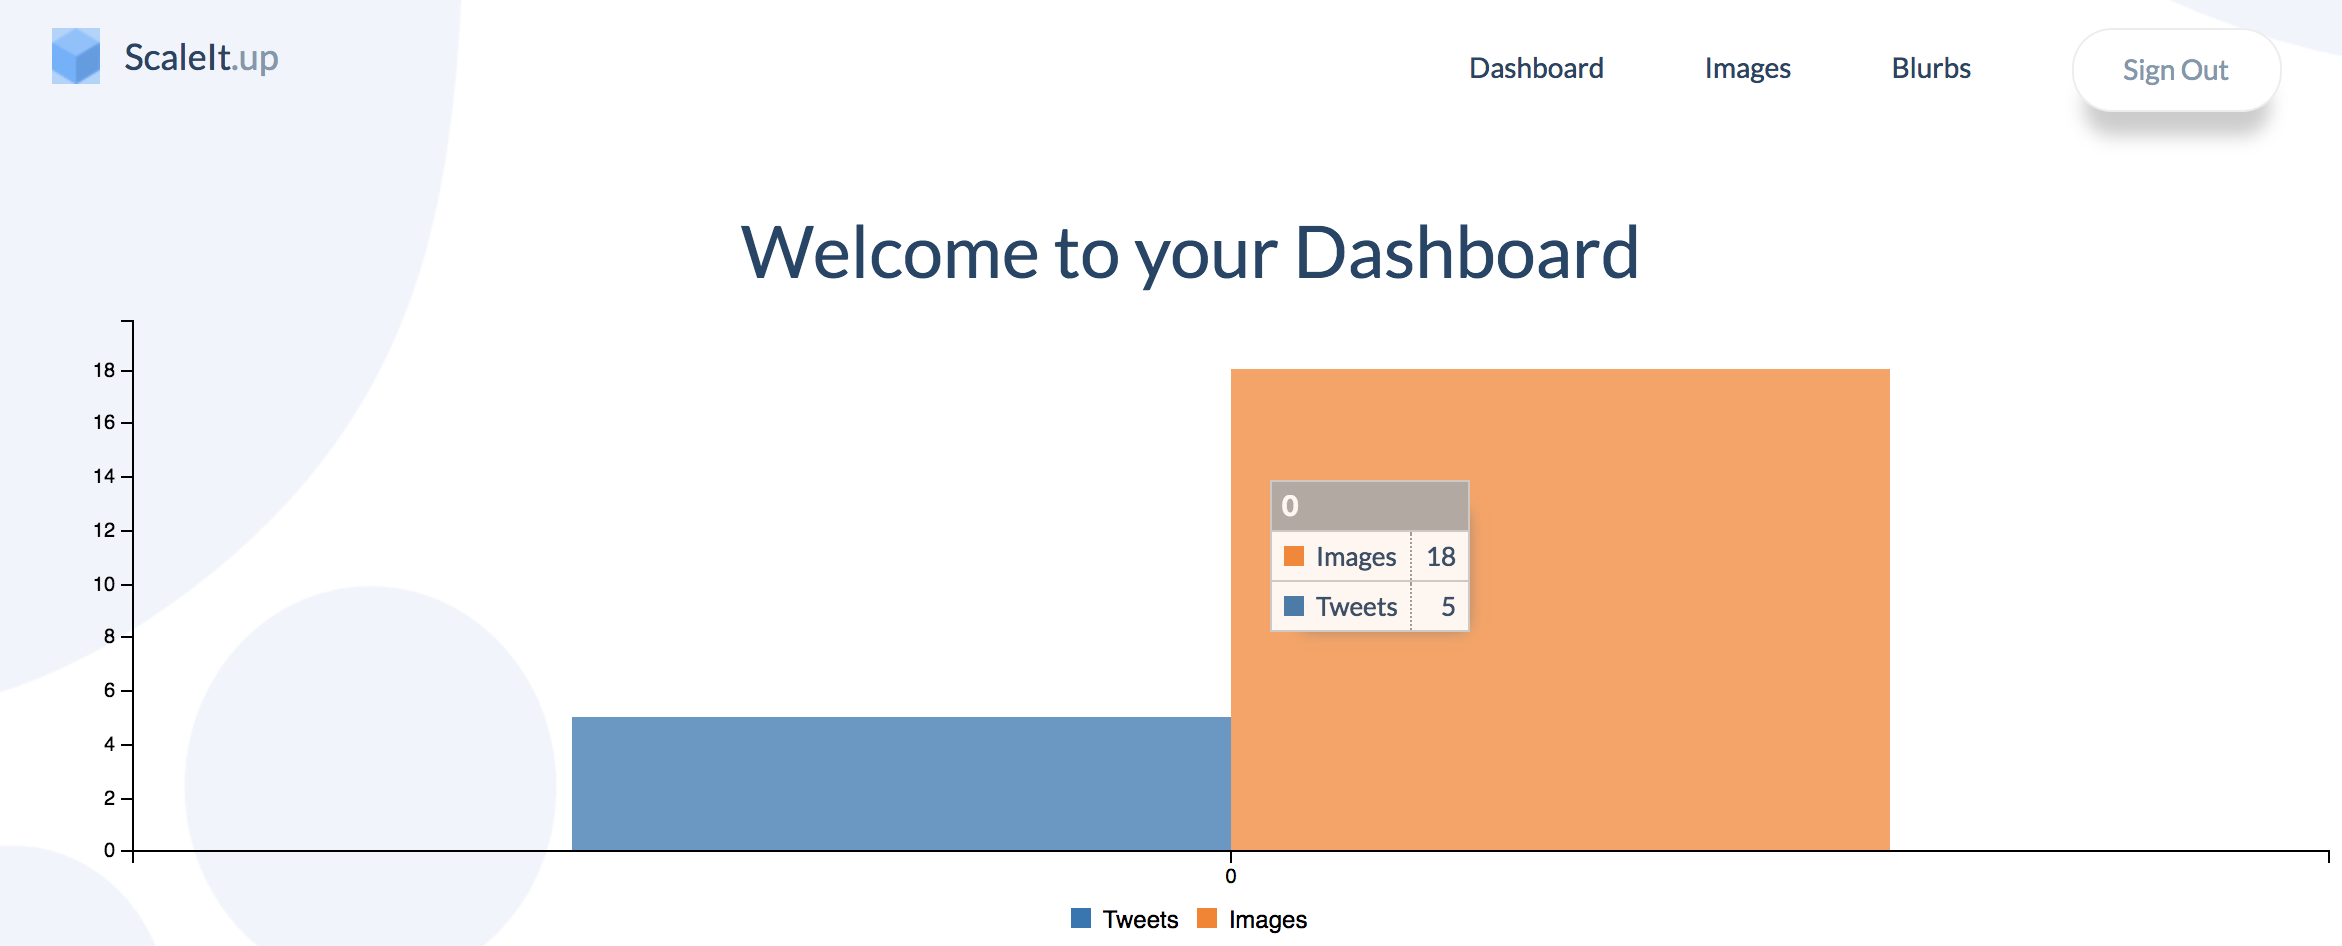 ScaleIt.up
Dashboard Images Blurbs Sign Out
Welcome to your Dashboard
18
16
14
12
10
8
6
4
2
0
0
Images 18
Tweets 5
0
Tweets Images